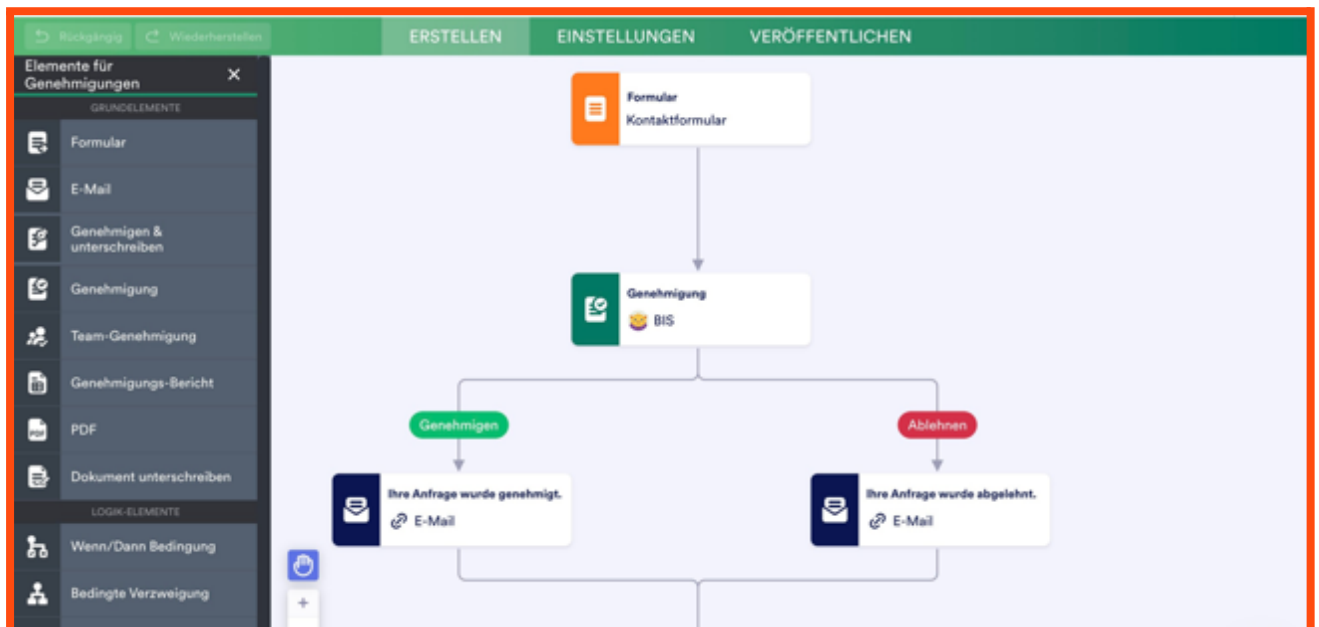 Rückgängig
Wiederherstellen
ERSTELLEN
EINSTELLUNGEN
VERÖFFENTLICHEN
Elemente für
Genehmigungen
GRUNDELEMENTE
Formular
E-Mail
Genehmigen &
unterschreiben
Genehmigung
Team-Genehmigung
Genehmigungs-Bericht
PDF
PDF
Dokument unterschreiben
LOGIK-ELEMENTE
Wenn/Dann Bedingung
Bedingte Verzweigung
Formular
Kontaktformular
Genehmigung
BIS
Genehmigen
Ablehnen
Ihre Anfrage wurde genehmigt.
E-Mail
Ihre Anfrage wurde abgelehnt.
E-Mail